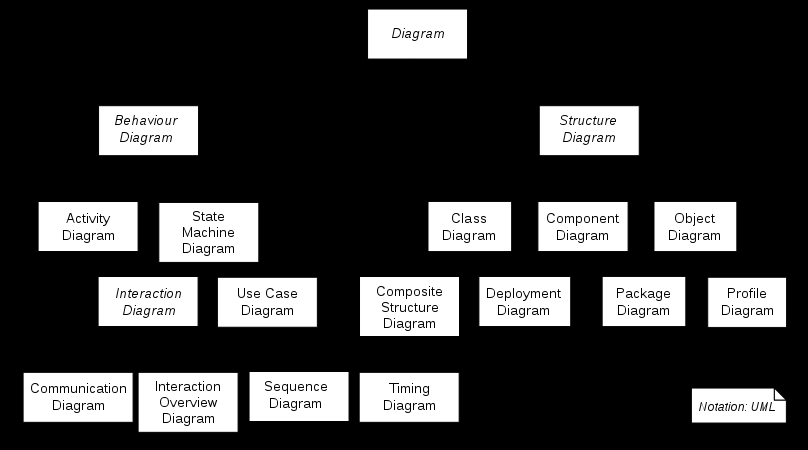 Diagram
Behaviour
Diagram
Structure
Diagram
Activity
Diagram
State
Machine
Diagram
Class
Diagram
Component
Diagram
Object
Diagram
Interaction
Diagram
Use Case
Diagram
Composite
Structure
Diagram
Deployment
Diagram
Package
Diagram
Profile
Diagram
Communication
Diagram
Interaction
Overview
Diagram
Sequence
Diagram
Timing
Diagram
Notation: UML